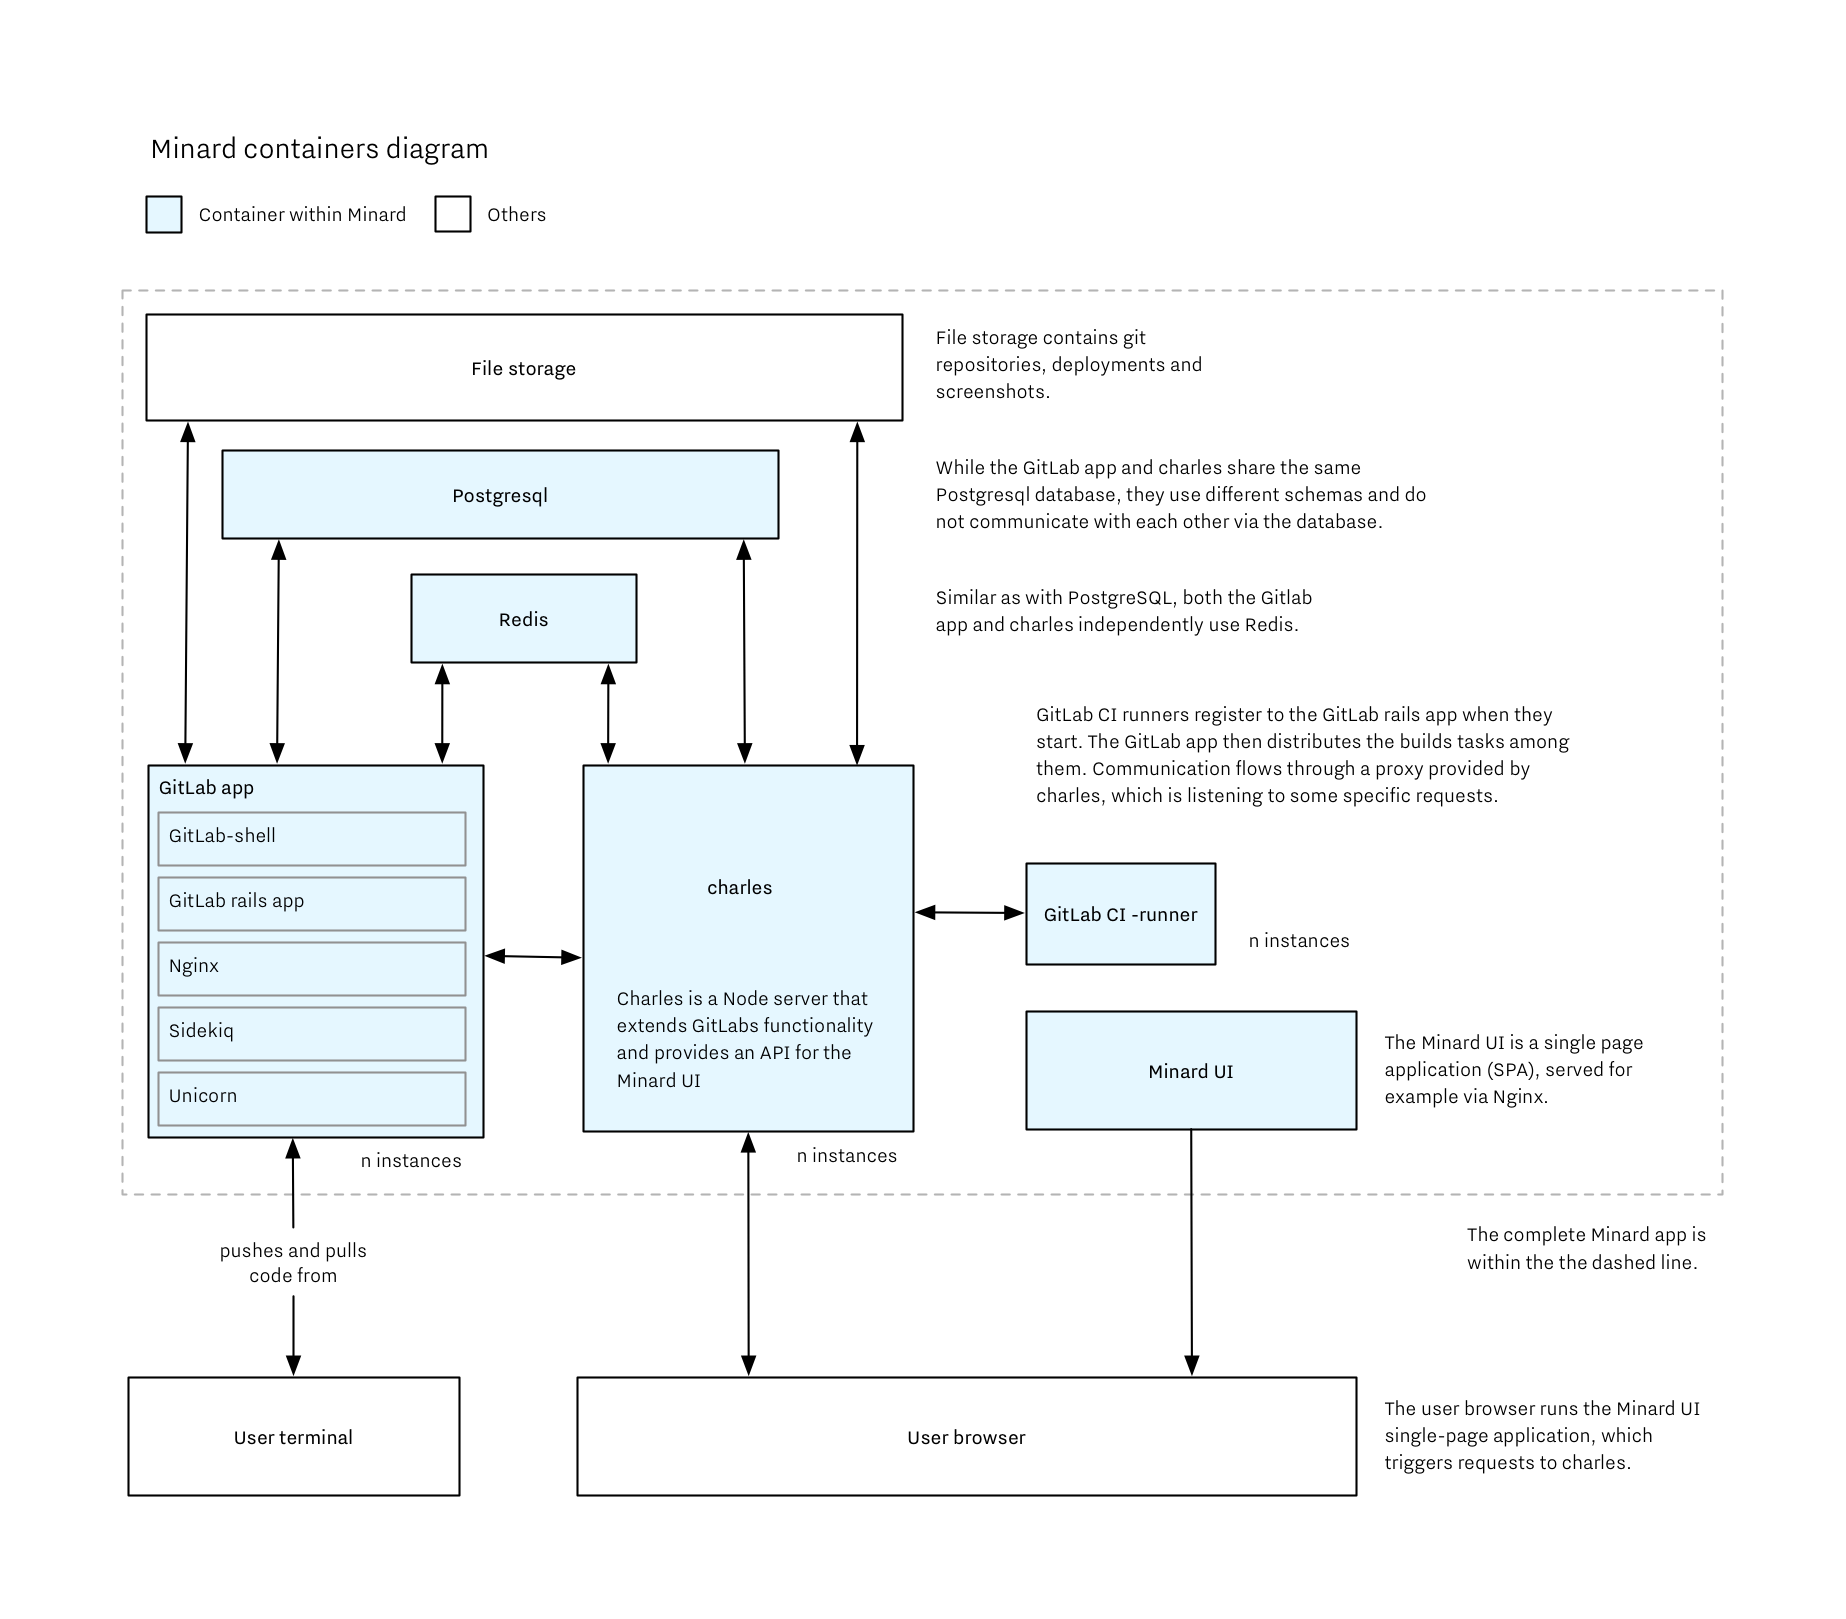 Minard containers diagram
Container within Minard
Others
File storage
File storage contains git
repositories, deployments and
screenshots.
Postgresql
While the GitLab app and charles share the same
Postgresql database, they use different schemas and do
not communicate with each other via the database.
Redis
Similar as with PostgreSQL, both the Gitlab
app and charles independently use Redis.
GitLab CI runners register to the GitLab rails app when they
start. The GitLab app then distributes the builds tasks among
them. Communication flows through a proxy provided by
charles, which is listening to some specific requests.
GitLab app
GitLab-shell
GitLab rails app
Nginx
Sidekiq
Unicorn
n instances
charles
Charles is a Node server that
extends GitLabs functionality
and provides an API for the
Minard UI
n instances
GitLab CI -runner
n instances
Minard UI
The Minard UI is a single page
application (SPA), served for
example via Nginx.
The complete Minard app is
within the the dashed line.
pushes and pulls
code from
User terminal
User browser
The user browser runs the Minard UI
single-page application, which
triggers requests to charles.